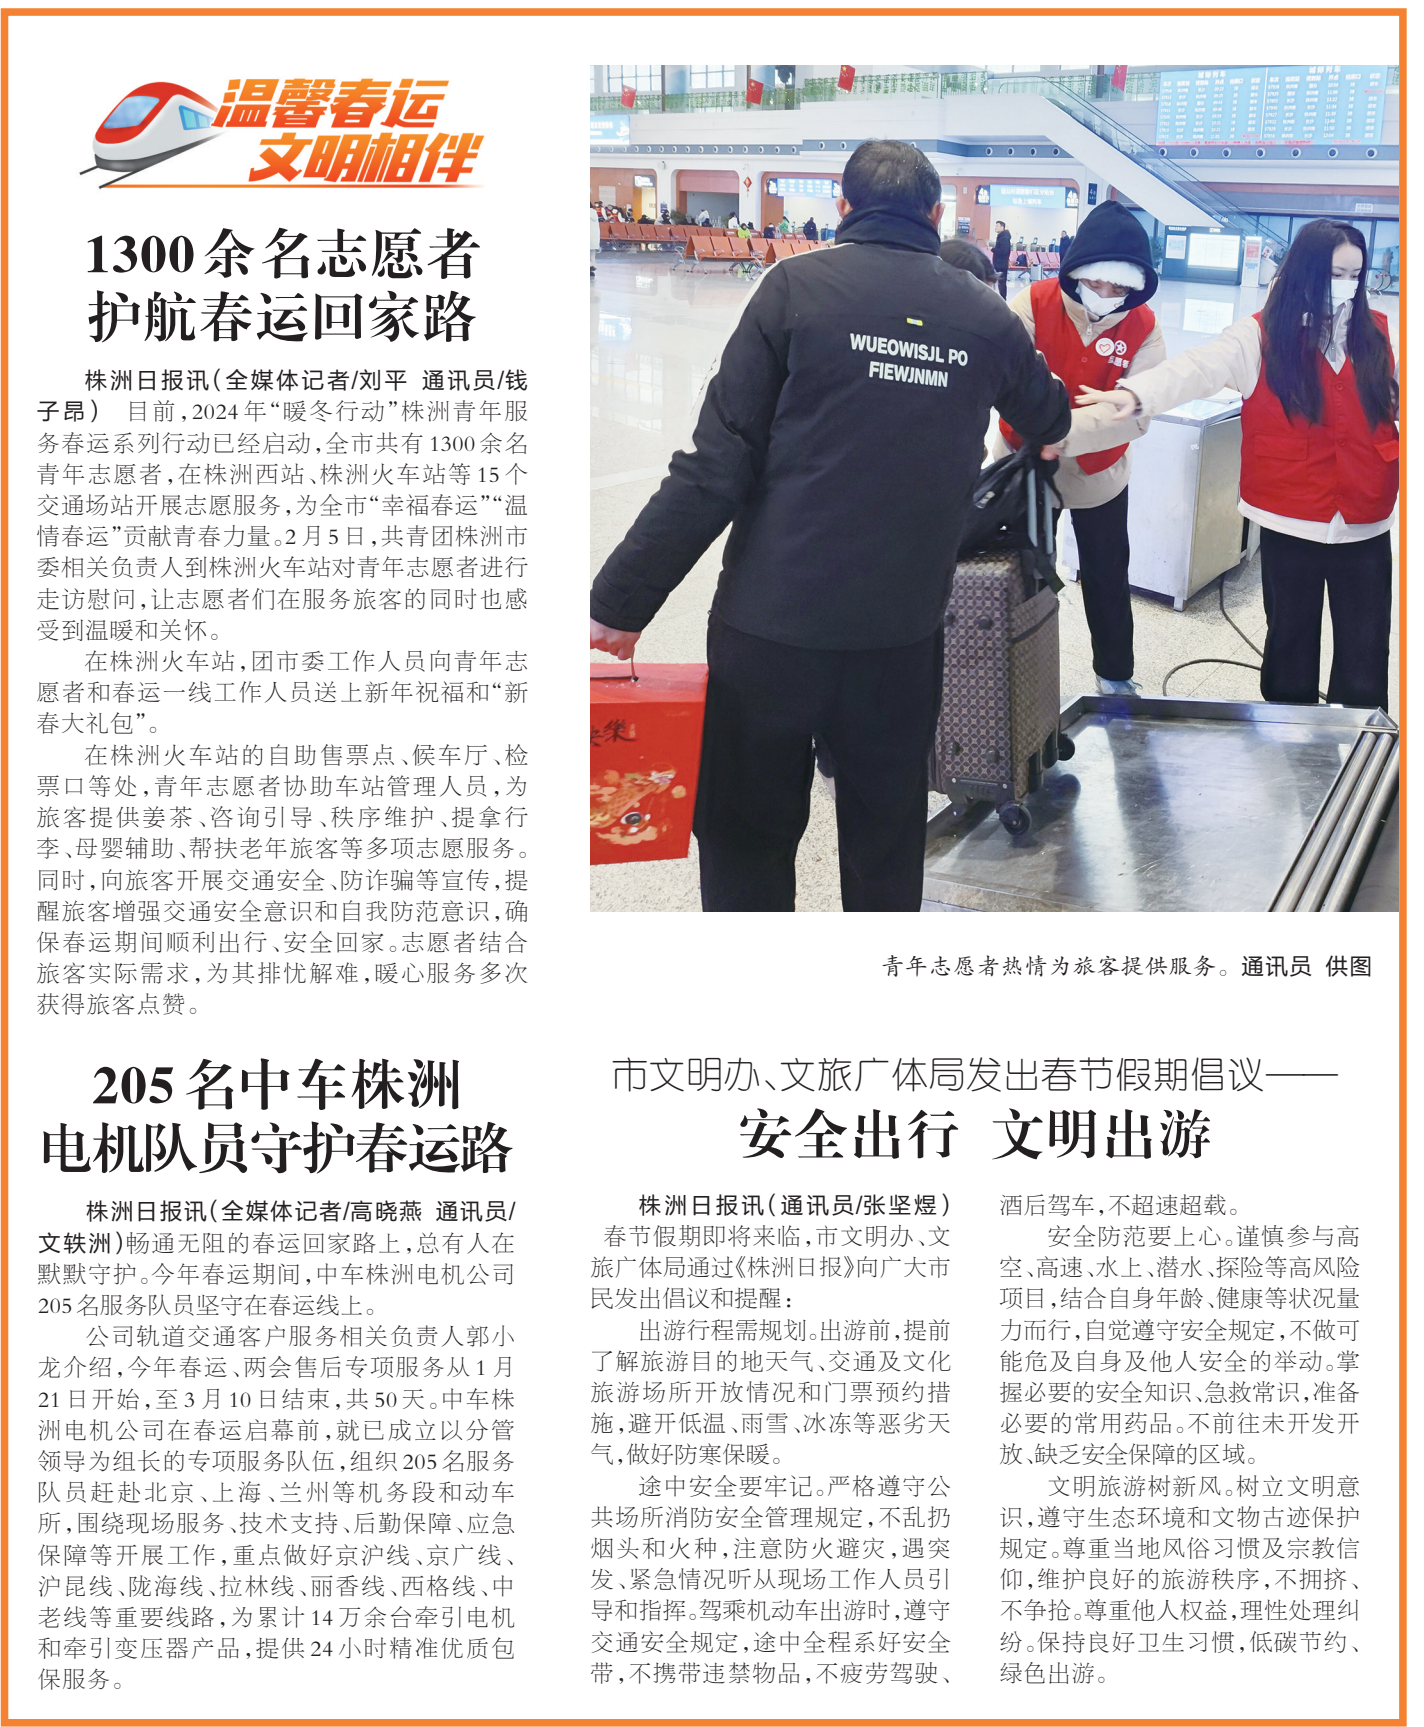 温馨春运
文明相伴
1300余名志愿者
护航春运回家路
株洲日报讯(全媒体记者/刘平 通讯员/钱
子昂) 目前,2024年“暖冬行动”株洲青年服
务春运系列行动已经启动,全市共有1300余名
青年志愿者,在株洲西站、株洲火车站等15个
交通场站开展志愿服务,为全市“幸福春运”“温
情春运”贡献青春力量。2月5日,共青团株洲市
委相关负责人到株洲火车站对青年志愿者进行
走访慰问,让志愿者们在服务旅客的同时也感
受到温暖和关怀。
在株洲火车站,团市委工作人员向青年志
愿者和春运一线工作人员送上新年祝福和“新
春大礼包”。
在株洲火车站的自助售票点、候车厅、检
票口等处,青年志愿者协助车站管理人员,为
旅客提供姜茶、咨询引导、秩序维护、提拿行
李、母婴辅助、帮扶老年旅客等多项志愿服务。
同时,向旅客开展交通安全、防诈骗等宣传,提
醒旅客增强交通安全意识和自我防范意识,确
保春运期间顺利出行、安全回家。志愿者结合
旅客实际需求,为其排忧解难,暖心服务多次
获得旅客点赞。
WUEOWISJL PO
FIEWJNMN
青年志愿者热情为旅客提供服务。通讯员 供图
205名中车株洲
电机队员守护春运路
株洲日报讯(全媒体记者/高晓燕 通讯员/
文轶洲)畅通无阻的春运回家路上,总有人在
默默守护。今年春运期间,中车株洲电机公司
205名服务队员坚守在春运线上。
公司轨道交通客户服务相关负责人郭小
龙介绍,今年春运、两会售后专项服务从1月
21日开始,至3月10日结束,共50天。中车株
洲电机公司在春运启幕前,就已成立以分管
领导为组长的专项服务队伍,组织205名服务
队员赶赴北京、上海、兰州等机务段和动车
所,围绕现场服务、技术支持、后勤保障、应急
保障等开展工作,重点做好京沪线、京广线、
沪昆线、陇海线、拉林线、丽香线、西格线、中
老线等重要线路,为累计14万余台牵引电机
和牵引变压器产品,提供24小时精准优质包
保服务。
市文明办、文旅广体局发出春节假期倡议——
安全出行 文明出游
株洲日报讯(通讯员/张坚煜)
春节假期即将来临,市文明办、文
旅广体局通过《株洲日报》向广大市
民发出倡议和提醒:
出游行程需规划。出游前,提前
了解旅游目的地天气、交通及文化
旅游场所开放情况和门票预约措
施,避开低温、雨雪、冰冻等恶劣天
气,做好防寒保暖。
途中安全要牢记。严格遵守公
共场所消防安全管理规定,不乱扔
烟头和火种,注意防火避灾,遇突
发、紧急情况听从现场工作人员引
导和指挥。驾乘机动车出游时,遵守
交通安全规定,途中全程系好安全
带,不携带违禁物品,不疲劳驾驶、
酒后驾车,不超速超载。
安全防范要上心。谨慎参与高
空、高速、水上、潜水、探险等高风险
项目,结合自身年龄、健康等状况量
力而行,自觉遵守安全规定,不做可
能危及自身及他人安全的举动。掌
握必要的安全知识、急救常识,准备
必要的常用药品。不前往未开发开
放、缺乏安全保障的区域。
文明旅游树新风。树立文明意
识,遵守生态环境和文物古迹保护
规定。尊重当地风俗习惯及宗教信
仰,维护良好的旅游秩序,不拥挤、
不争抢。尊重他人权益,理性处理纠
纷。保持良好卫生习惯,低碳节约、
绿色出游。